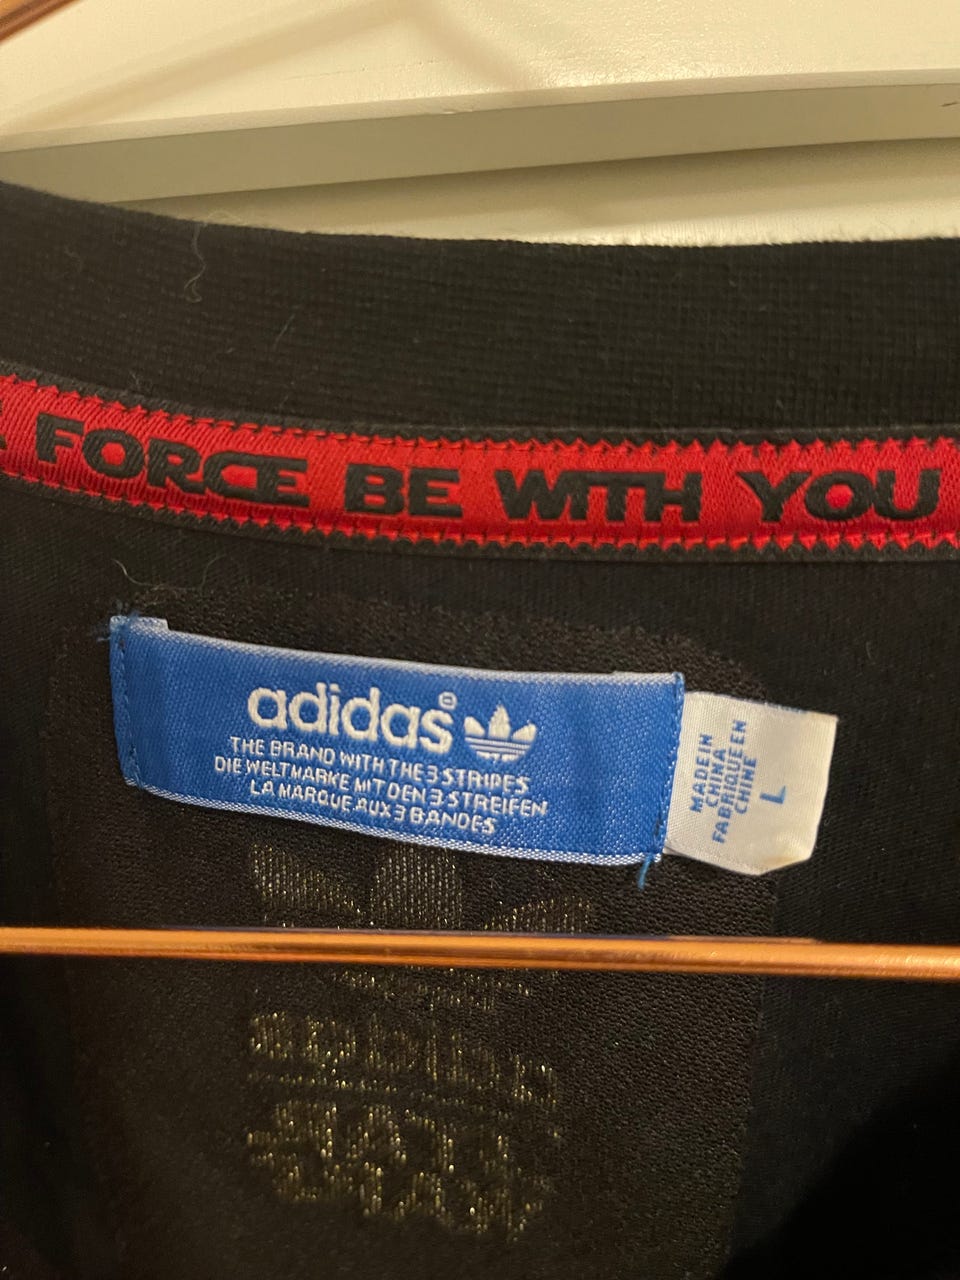 FORCE BE WITH YOU
adidas®
THE BRAND WITH THE 3 STRIPES
DIE WELTMARKE MIT DEN 3 STREIFEN
LA MARQUE AUX 3 BANDES
MADE IN
CHINA
FABRIQUE EN
CHINE
L